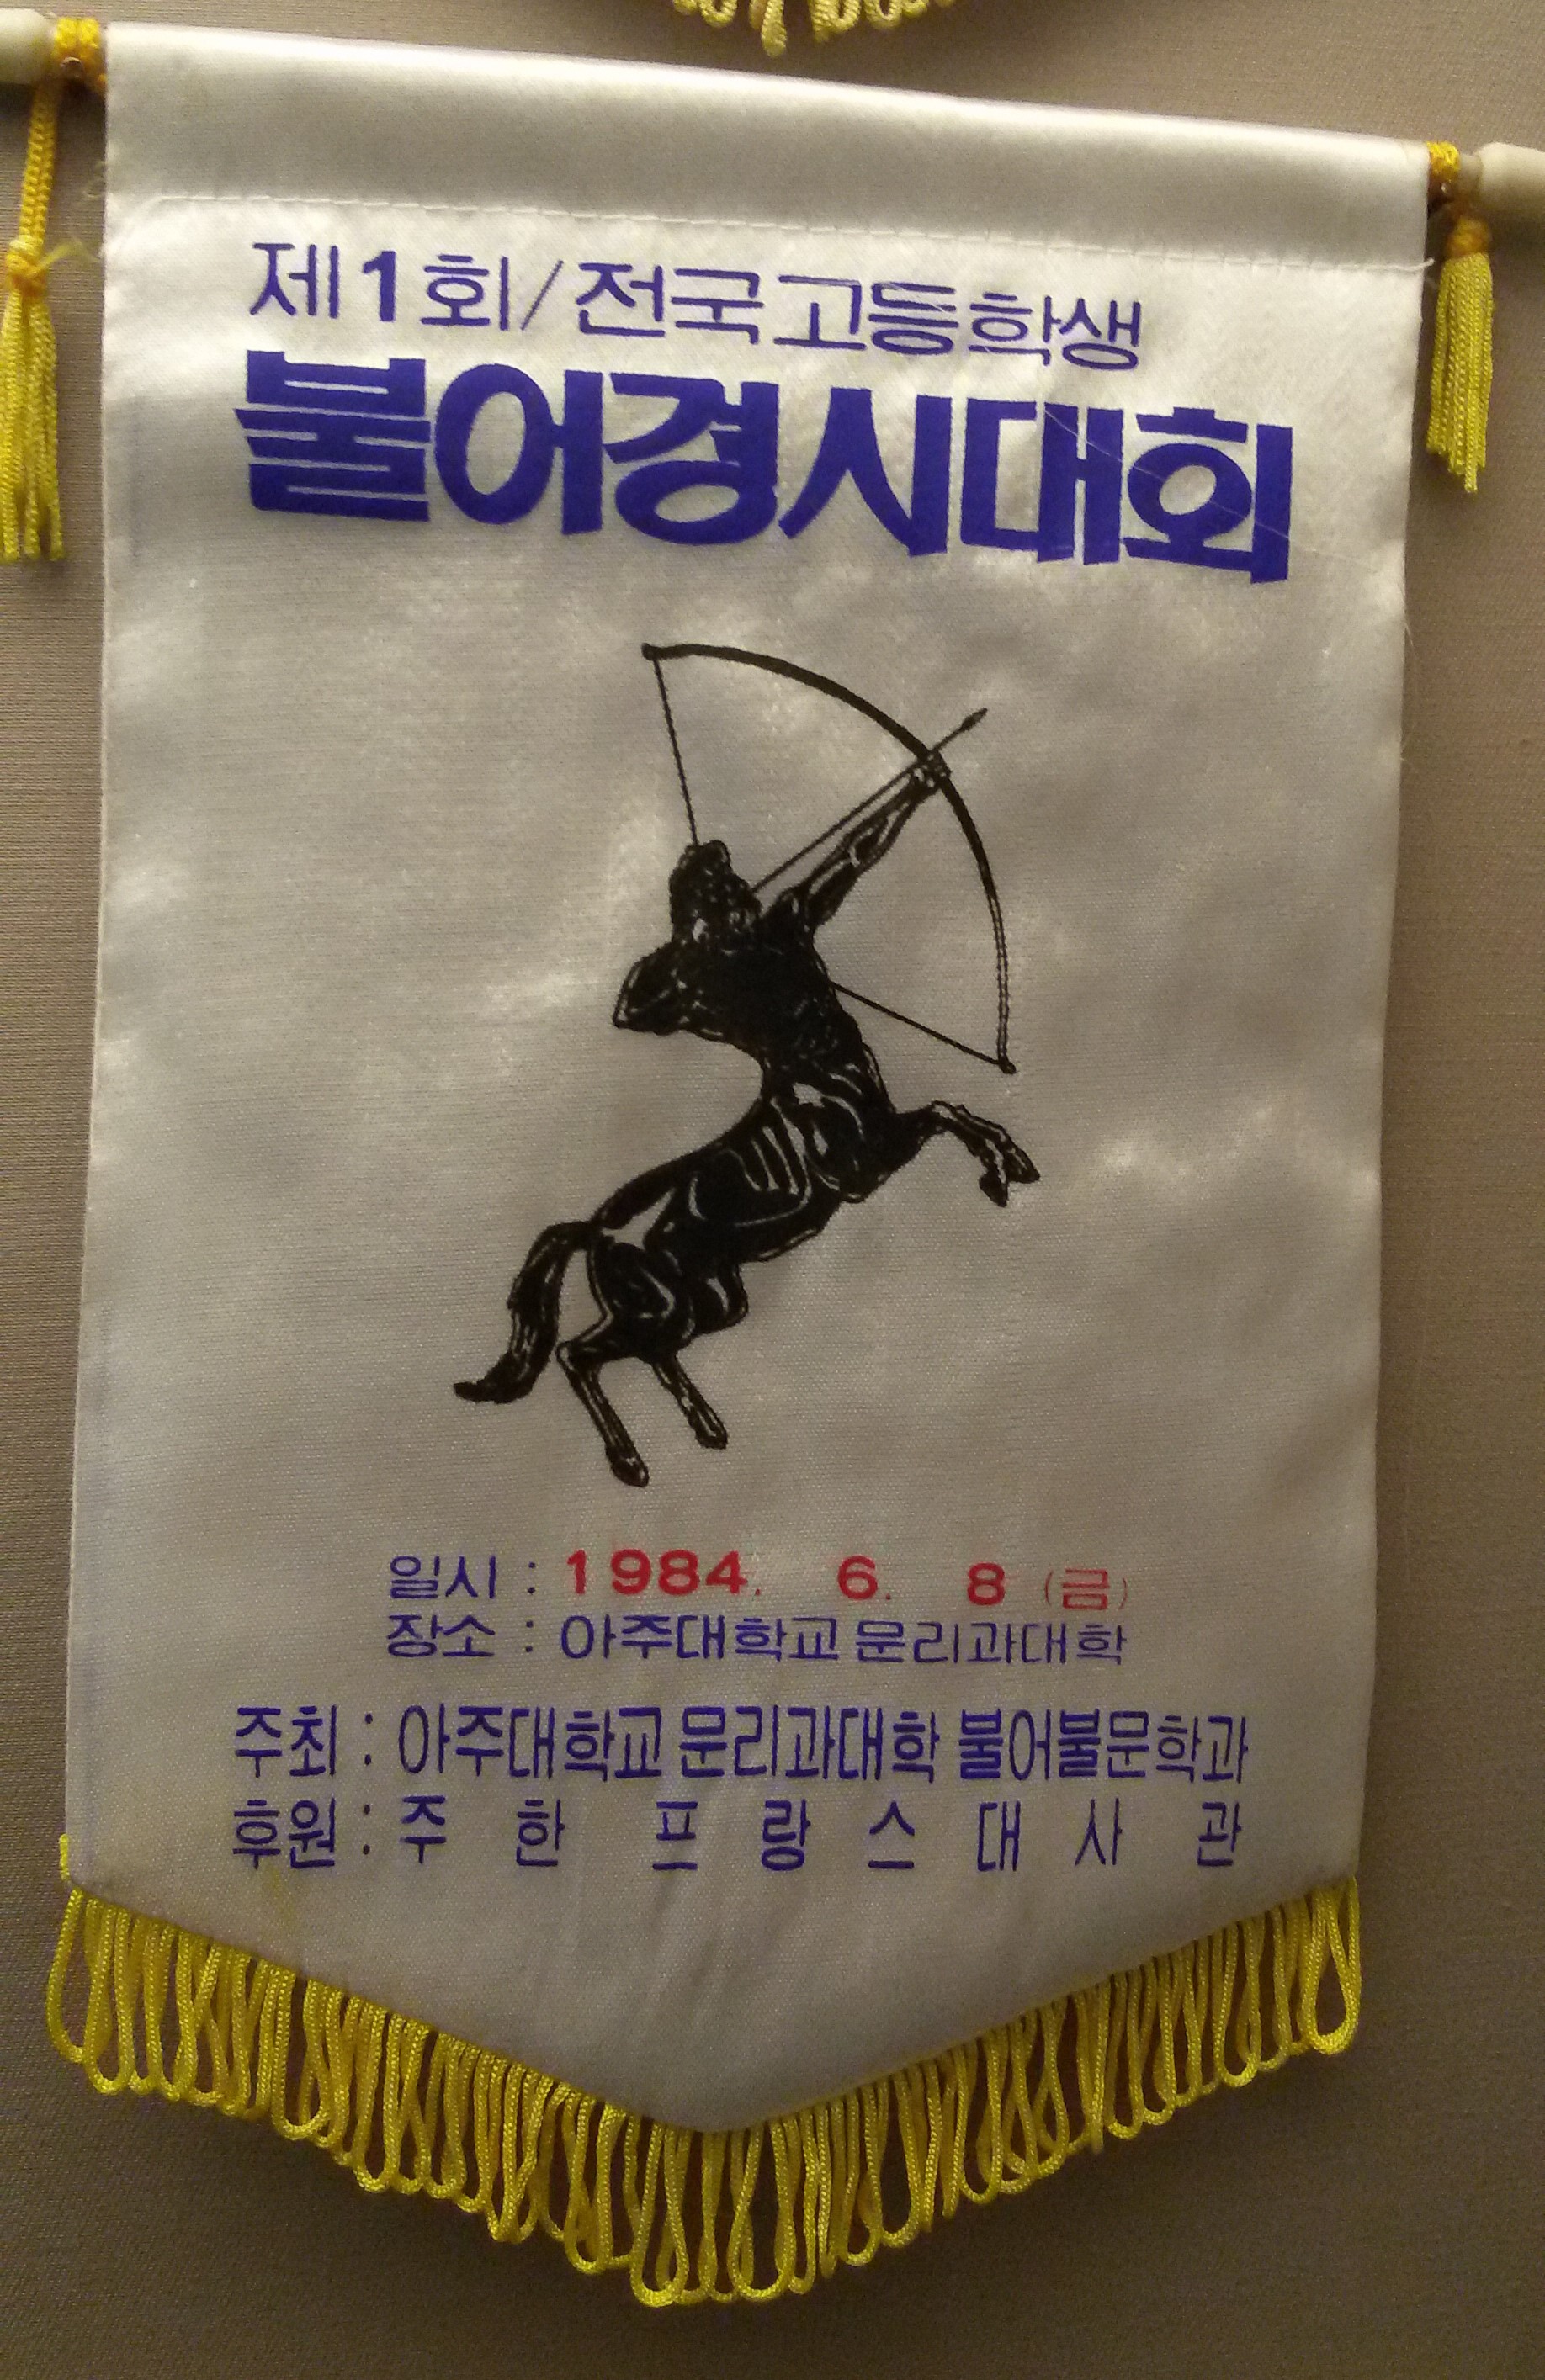 제1회/전국고등학생
불어경시대회
일시 : 1984. 6. 8 (금)
장소 : 아주대학교 문리과대학
주최 : 아주대학교 문리과대학 불어불문학과
후원 : 주 한 프 랑 스 대 사 관